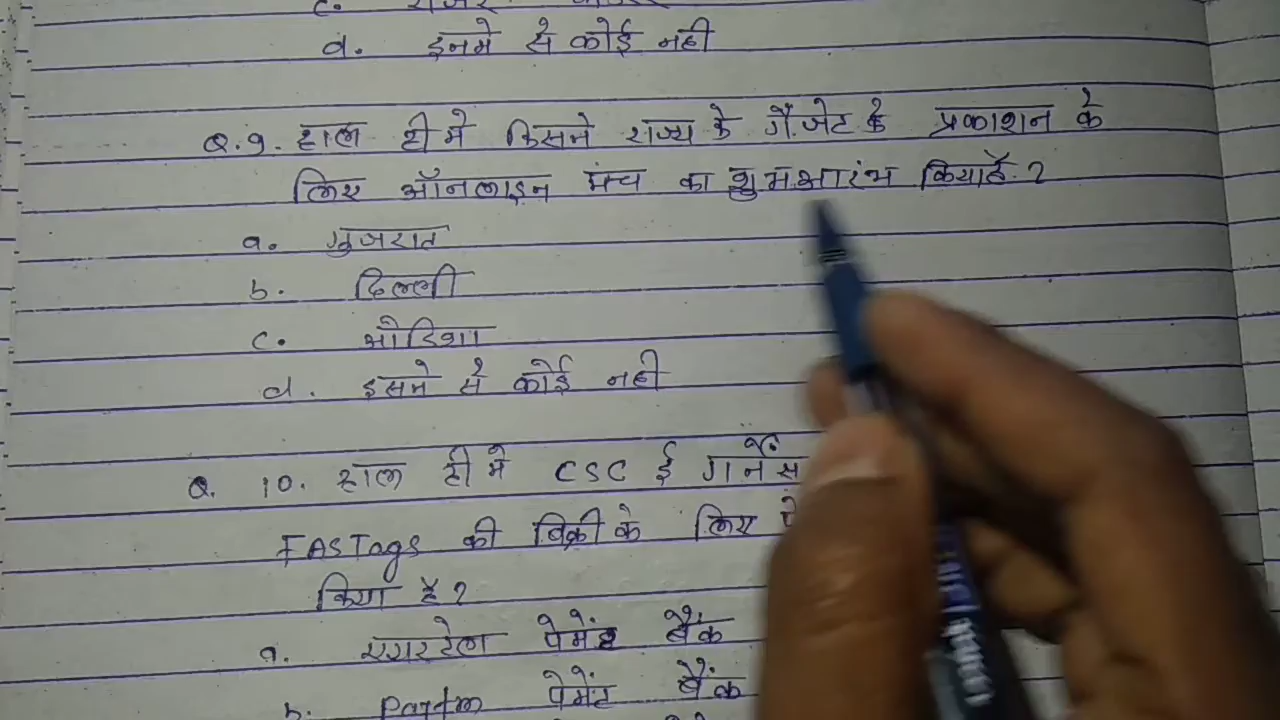 d. इनमे से कोई नही
Q.9. हाल ही मे किसने राज्य के गैजेट के प्रकाशन के
लिए ऑनलाइन मंच का शुभआरंभ किया है ?
a. गुजरात
b. दिल्ली
c. ओडिशा
d. इसने से कोई नही
Q. 10. हाल ही मे CSC ई गर्वनेंस
FASTags की बिक्री के लिए पे
किया है ?
a. एयरटेल पेमेंट बैंक
b. Paytm पेमेंट बैंक